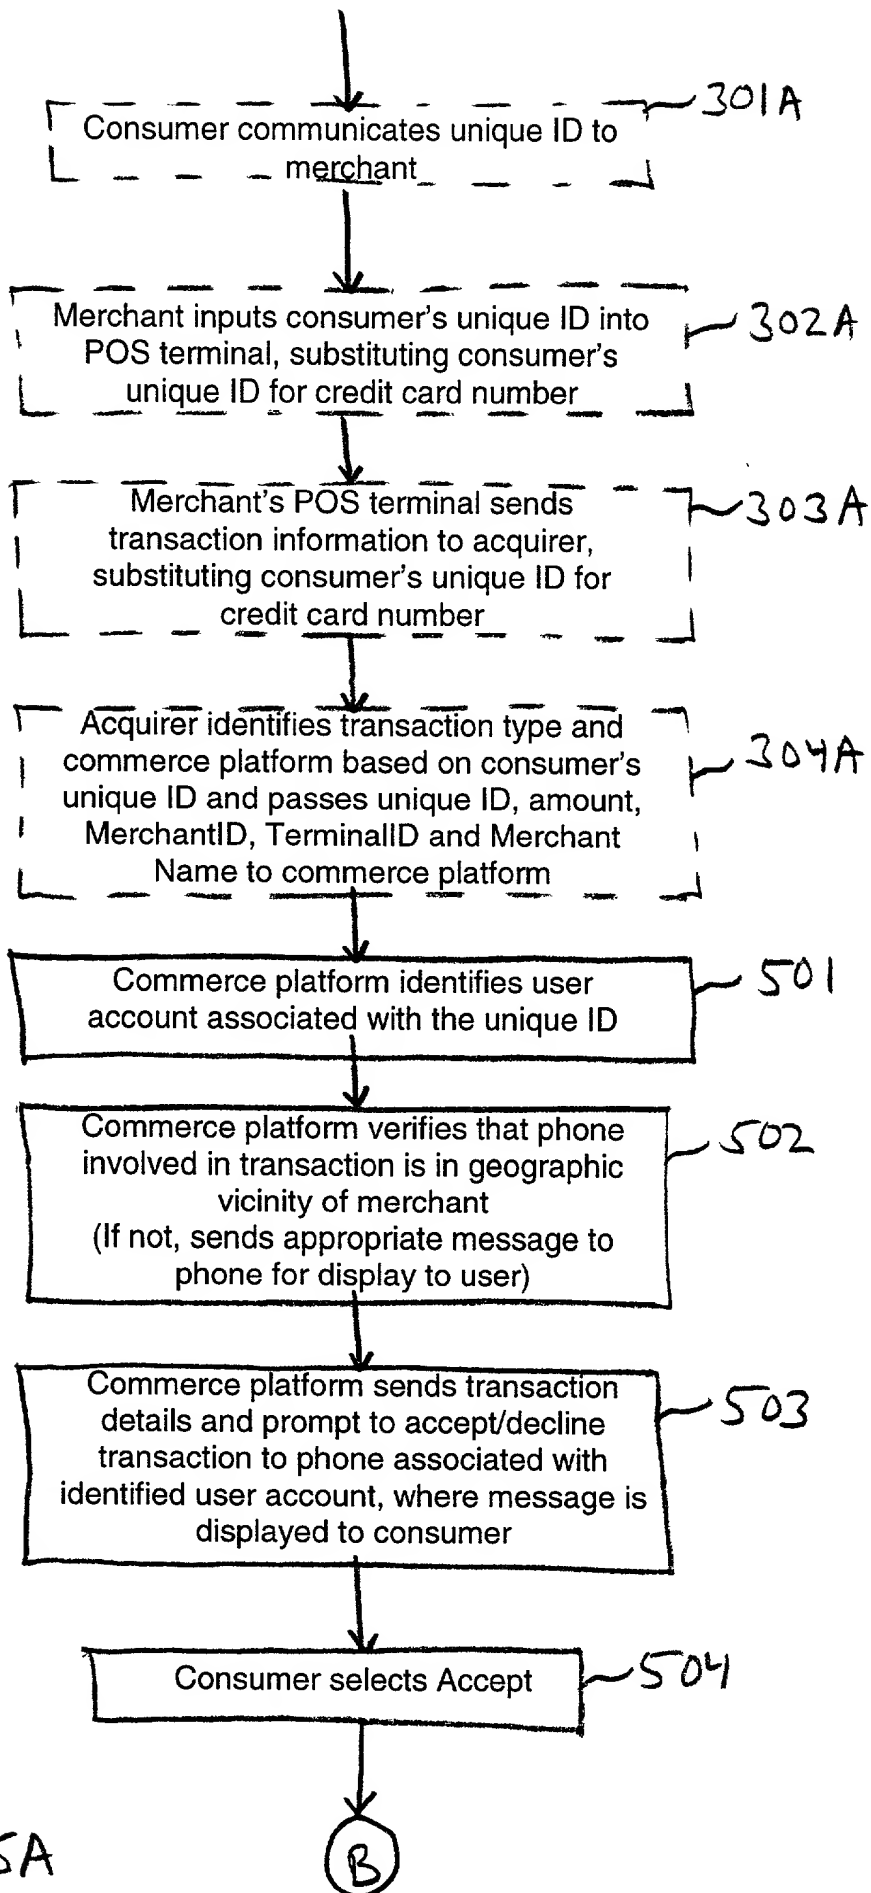 301A
Consumer communicates unique ID to
merchant
Merchant inputs consumer's unique ID into
POS terminal, substituting consumer's
unique ID for credit card number
302A
Merchant's POS terminal sends
transaction information to acquirer,
substituting consumer's unique ID for
credit card number
303A
Acquirer identifies transaction type and
commerce platform based on consumer's
unique ID and passes unique ID, amount,
MerchantID, TerminalID and Merchant
Name to commerce platform
304A
Commerce platform identifies user
account associated with the unique ID
501
Commerce platform verifies that phone
involved in transaction is in geographic
vicinity of merchant
(If not, sends appropriate message to
phone for display to user)
502
Commerce platform sends transaction
details and prompt to accept/decline
transaction to phone associated with
identified user account, where message is
displayed to consumer
503
Consumer selects Accept
504
5A
B